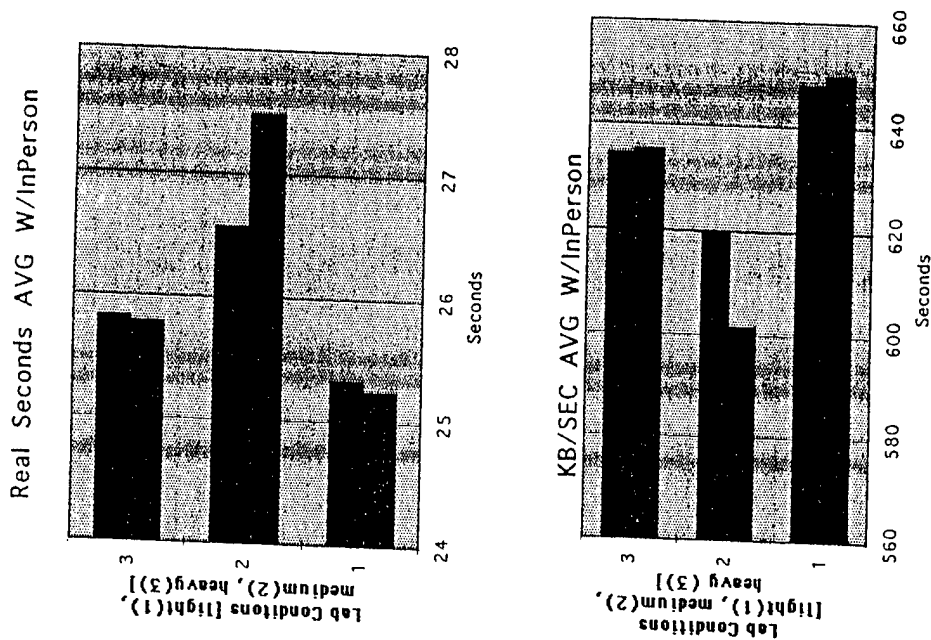 Real Seconds AVG W/InPerson
Lab Conditons [light(1),
medium(2), heavy(3)]
3
2
1
24
25
26
27
28
Seconds
KB/SEC AVG W/InPerson
Lab Conditions
[light(1), medium(2),
heavy(3)]
3
2
1
560
580
600
620
640
660
Seconds